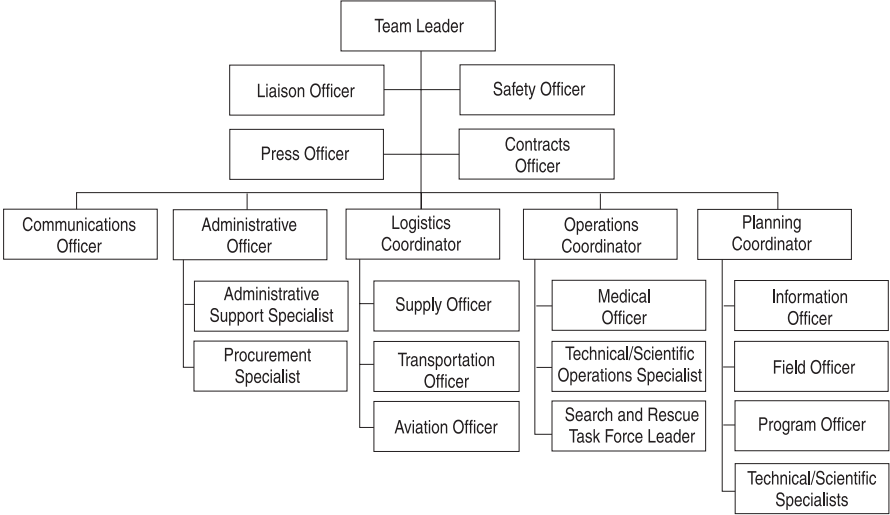 Team Leader
Liaison Officer
Safety Officer
Press Officer
Contracts
Officer
Communications
Officer
Administrative
Officer
Logistics
Coordinator
Operations
Coordinator
Planning
Coordinator
Administrative
Support Specialist
Procurement
Specialist
Supply Officer
Transportation
Officer
Aviation Officer
Medical
Officer
Technical/Scientific
Operations Specialist
Search and Rescue
Task Force Leader
Information
Officer
Field Officer
Program Officer
Technical/Scientific
Specialists